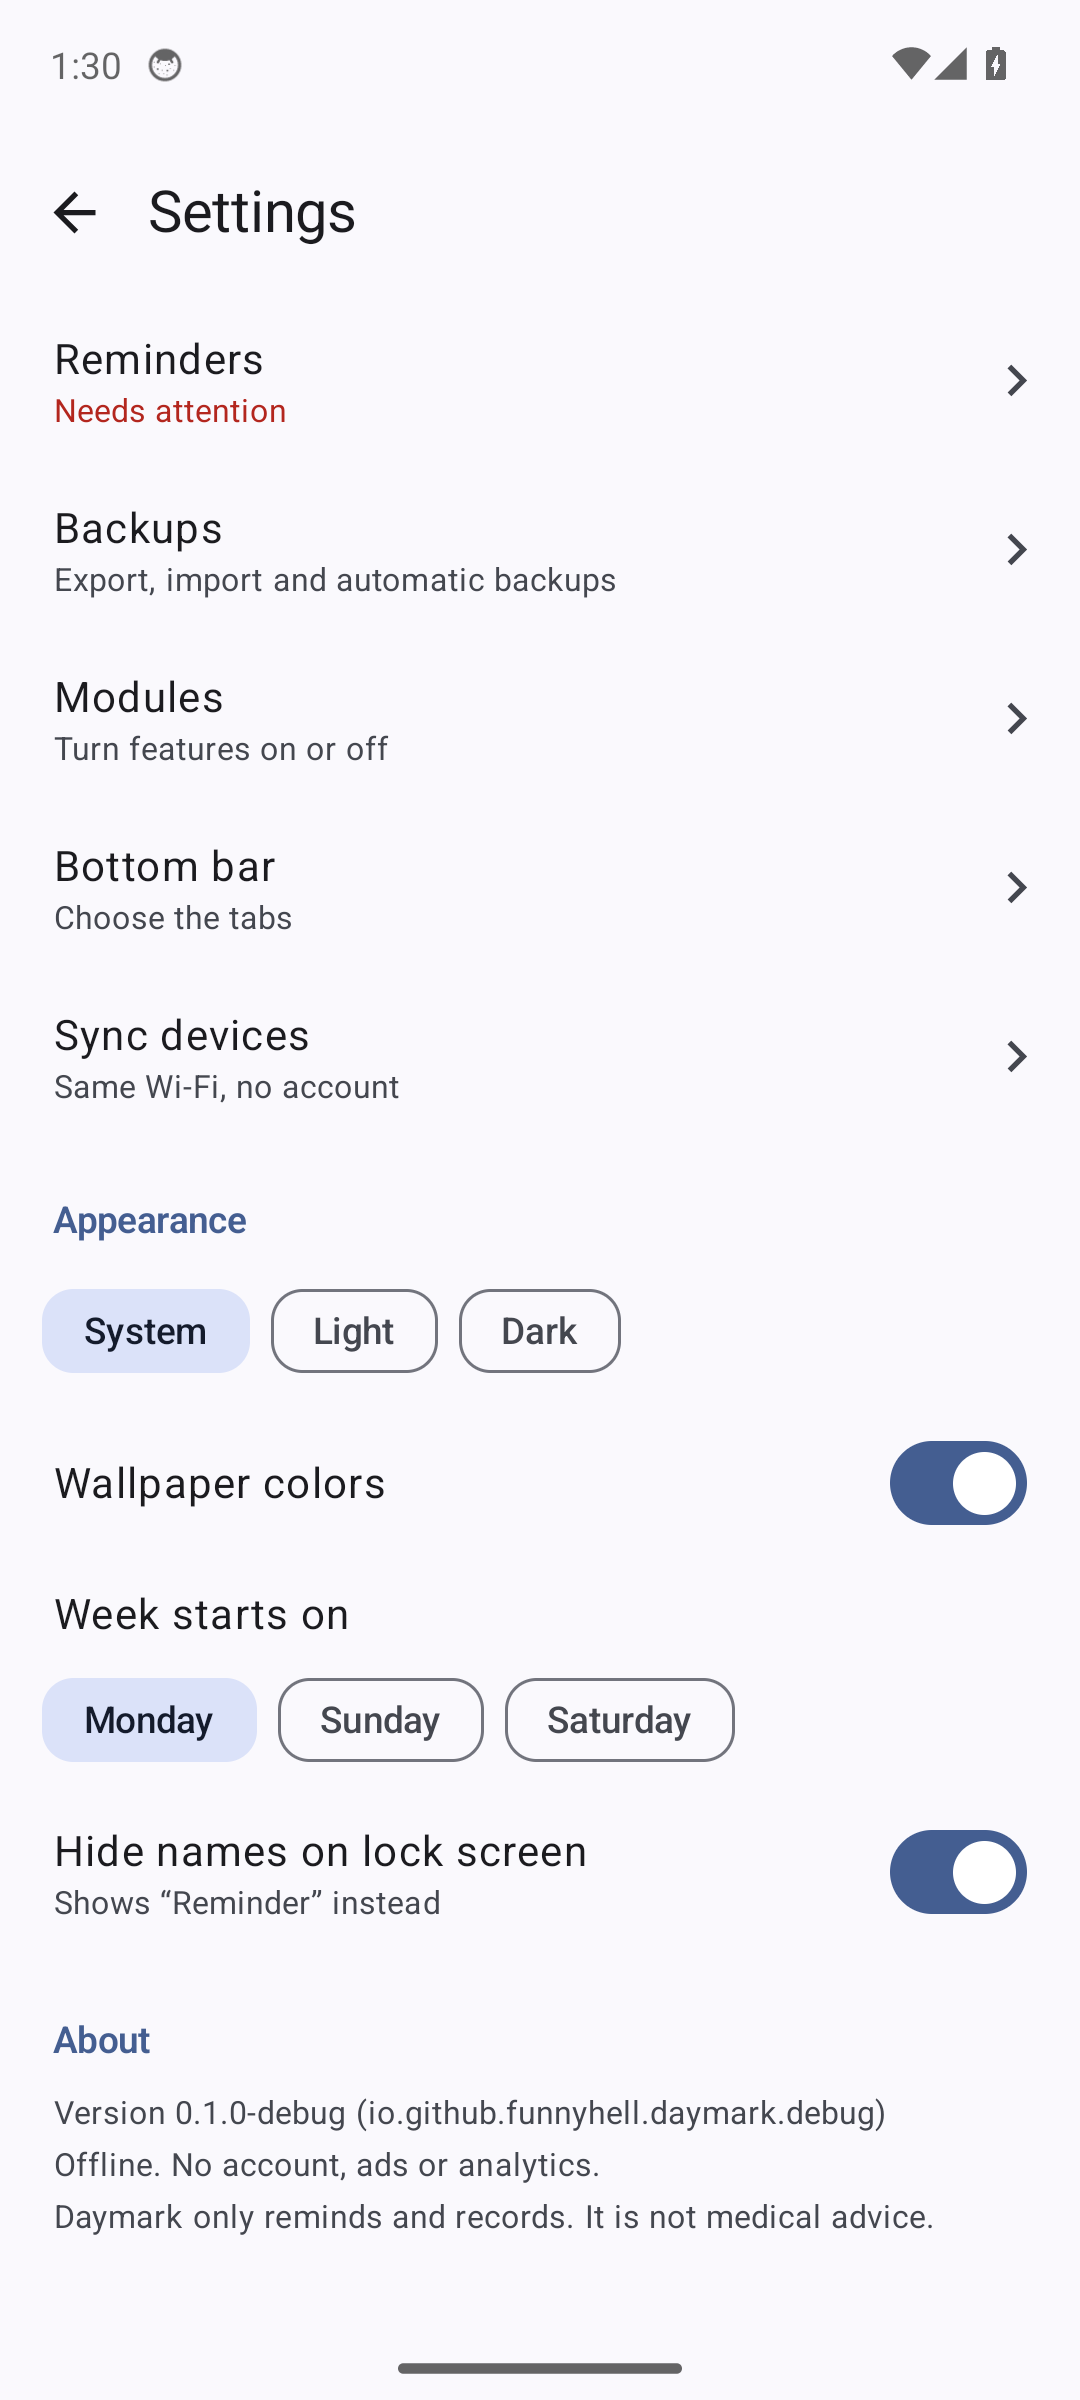 1:30
Settings
Reminders
Needs attention
Backups
Export, import and automatic backups
Modules
Turn features on or off
Bottom bar
Choose the tabs
Sync devices
Same Wi-Fi, no account
Appearance
System Light Dark
Wallpaper colors
Week starts on
Monday Sunday Saturday
Hide names on lock screen
Shows “Reminder” instead
About
Version 0.1.0-debug (io.github.funnyhell.daymark.debug)
Offline. No account, ads or analytics.
Daymark only reminds and records. It is not medical advice.